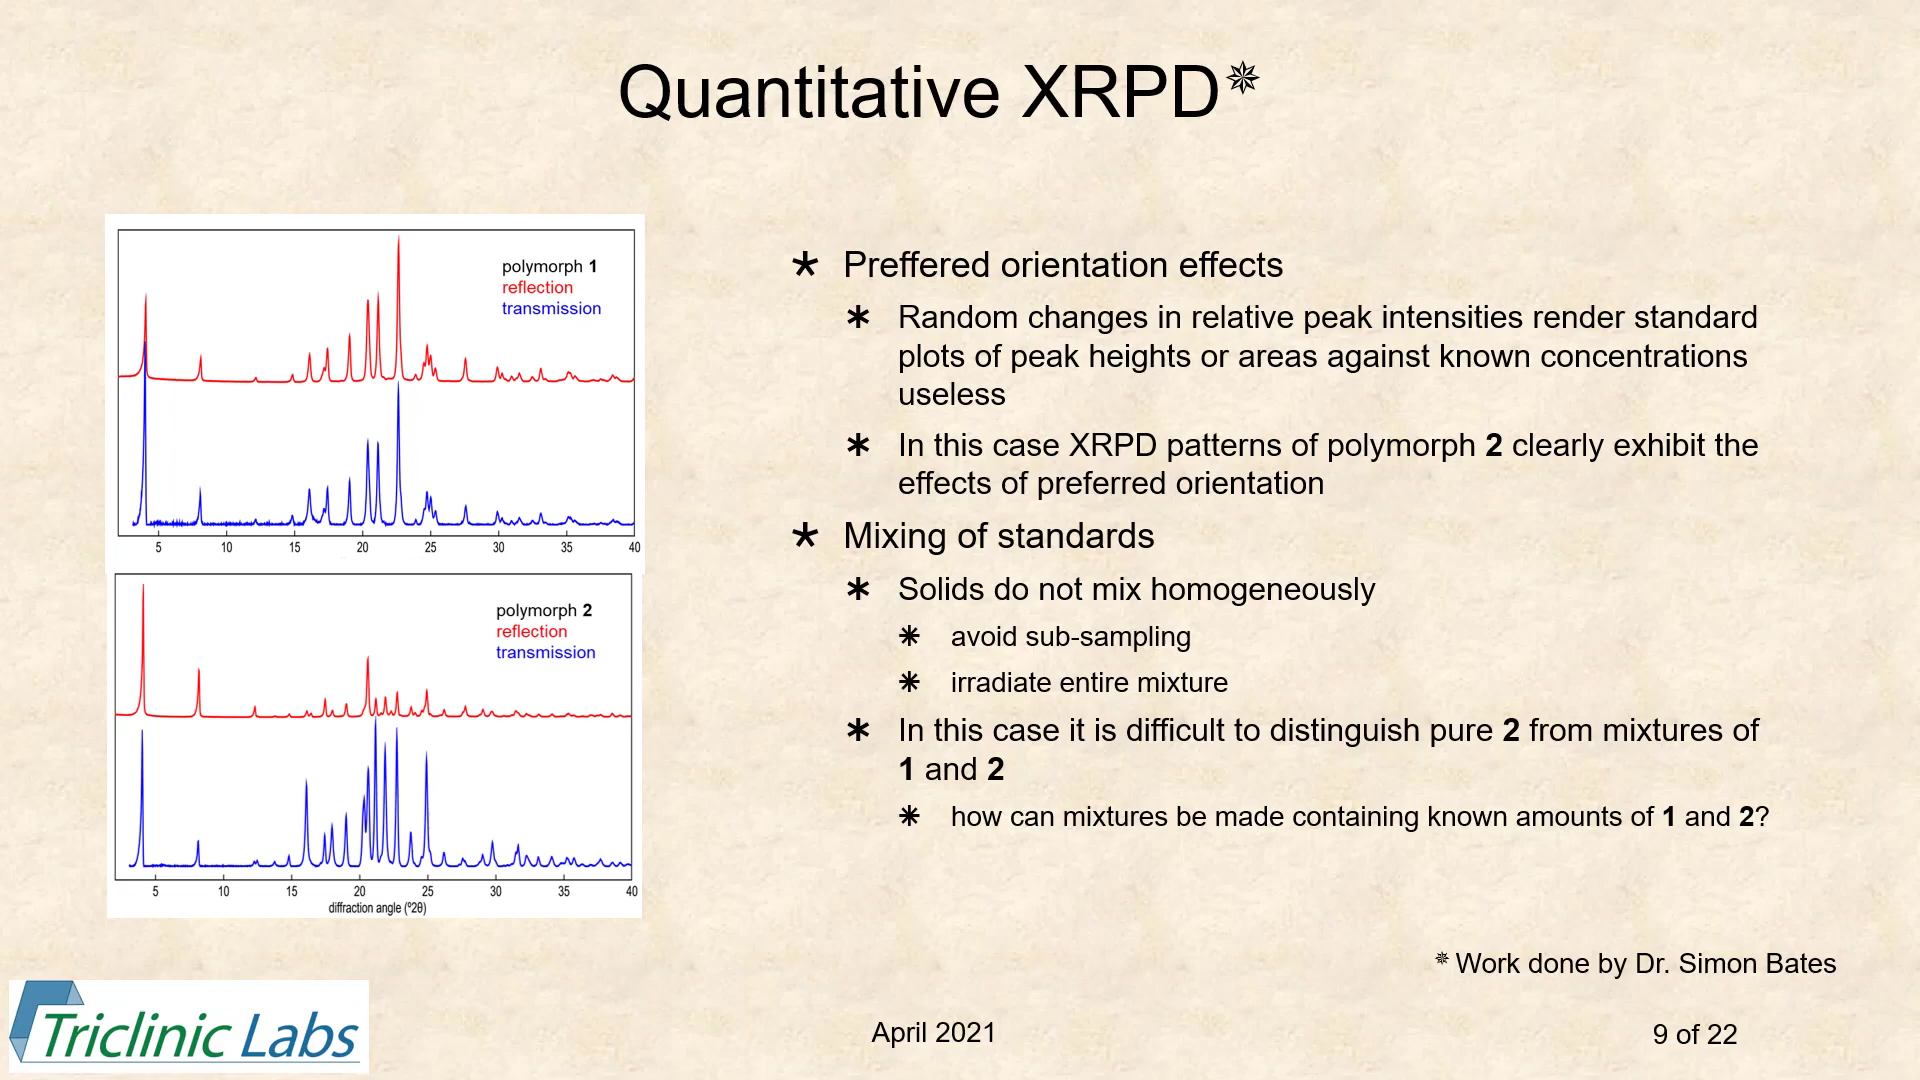 Quantitative XRPD✵
polymorph 1
reflection
transmission
5 10 15 20 25 30 35 40
polymorph 2
reflection
transmission
5 10 15 20 25 30 35 40
diffraction angle (º2θ)
Preffered orientation effects
Random changes in relative peak intensities render standard
plots of peak heights or areas against known concentrations
useless
In this case XRPD patterns of polymorph 2 clearly exhibit the
effects of preferred orientation
Mixing of standards
Solids do not mix homogeneously
avoid sub-sampling
irradiate entire mixture
In this case it is difficult to distinguish pure 2 from mixtures of
1 and 2
how can mixtures be made containing known amounts of 1 and 2?
✵ Work done by Dr. Simon Bates
Triclinic Labs
April 2021
9 of 22